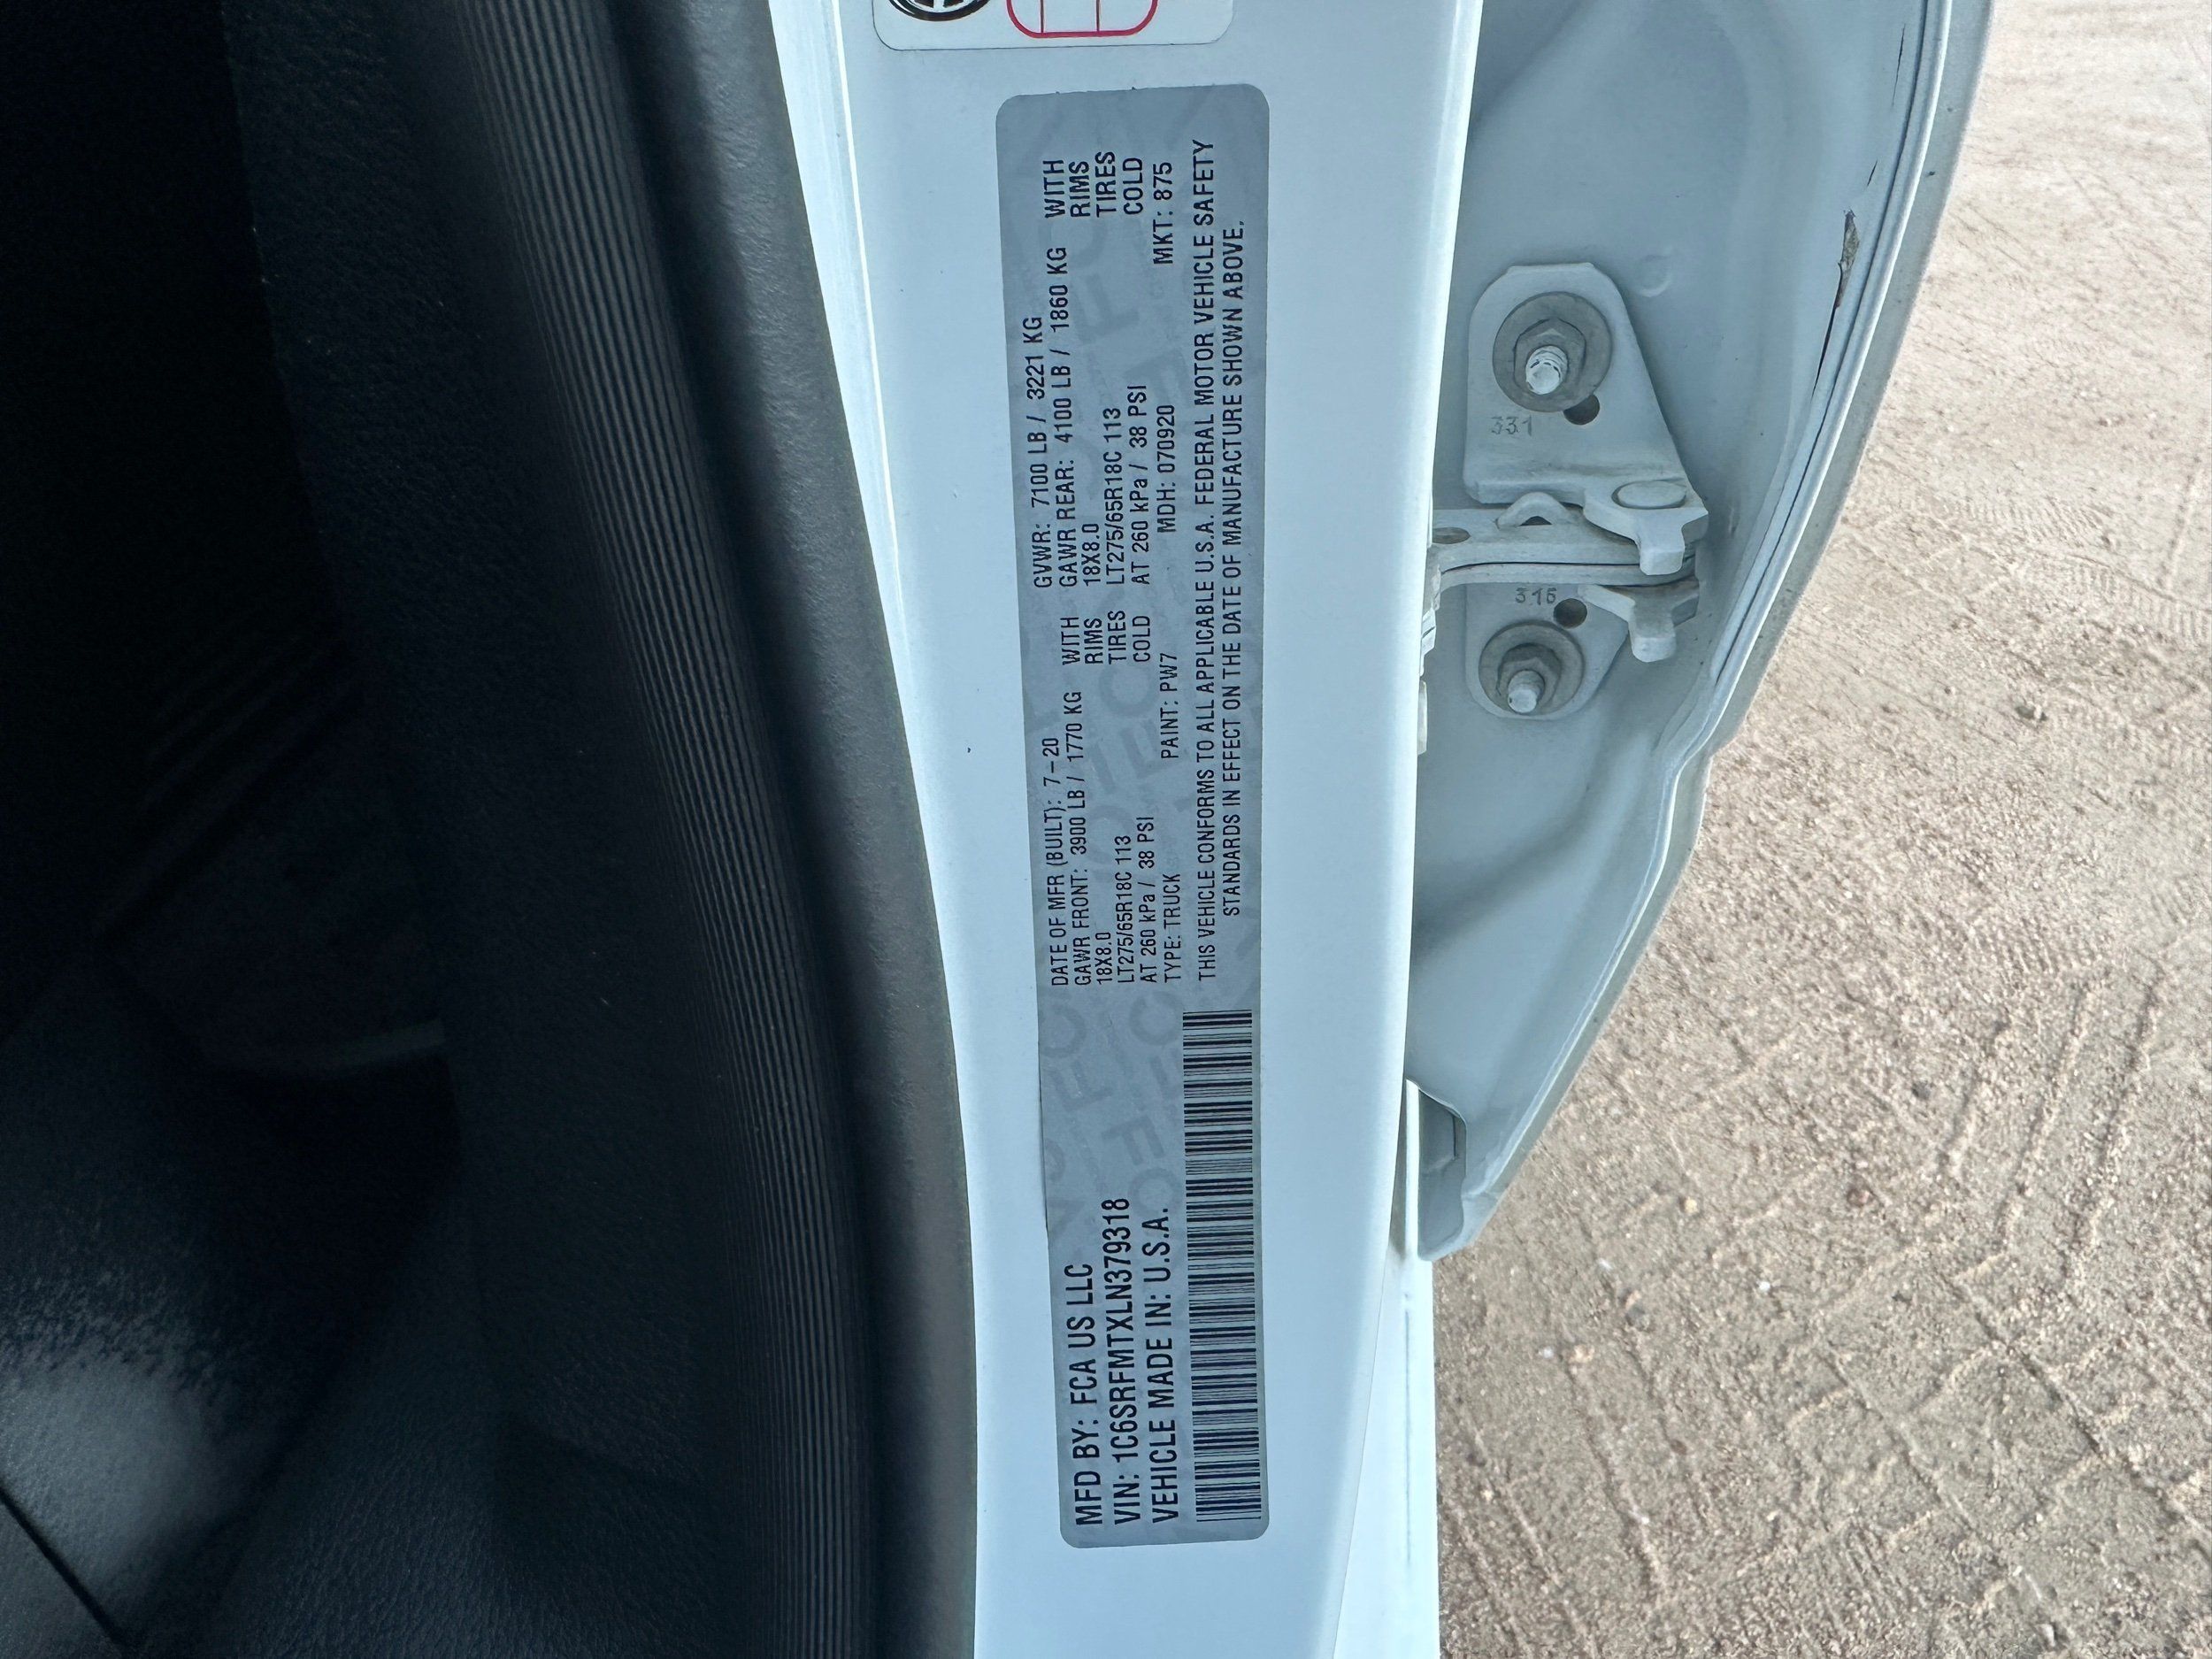 MFD BY: FCA US LLC
VIN: 1C6SRFMTXLN379318
VEHICLE MADE IN: U.S.A.
DATE OF MFR (BUILT): 7-20 GVWR: 7100 LB / 3221 KG
GAWR FRONT: 3900 LB / 1770 KG WITH GAWR REAR: 4100 LB / 1860 KG WITH
18X8.0 RIMS 18X8.0 RIMS
LT275/65R18C 113 TIRES LT275/65R18C 113 TIRES
AT 260 kPa / 38 PSI COLD AT 260 kPa / 38 PSI COLD
TYPE: TRUCK PAINT: PW7 MDH: 070920 MKT: 875
THIS VEHICLE CONFORMS TO ALL APPLICABLE U.S.A. FEDERAL MOTOR VEHICLE SAFETY
STANDARDS IN EFFECT ON THE DATE OF MANUFACTURE SHOWN ABOVE.
331
315